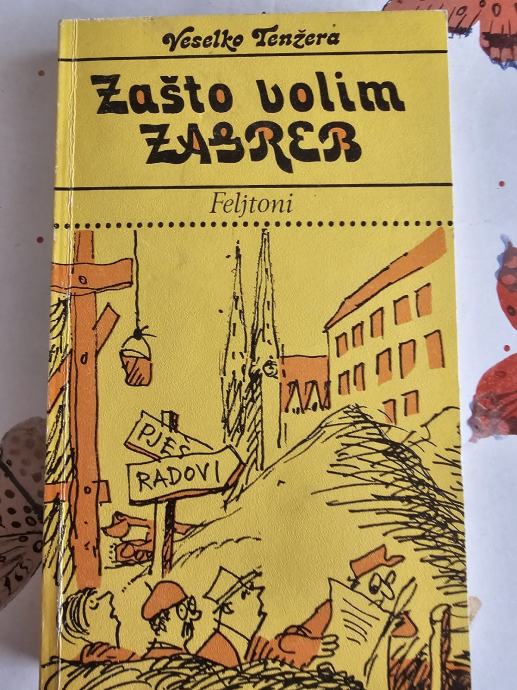 Veselko Tenžera
Zašto volim
ZAGREB
Feljtoni
PJEŠ
RADOVI